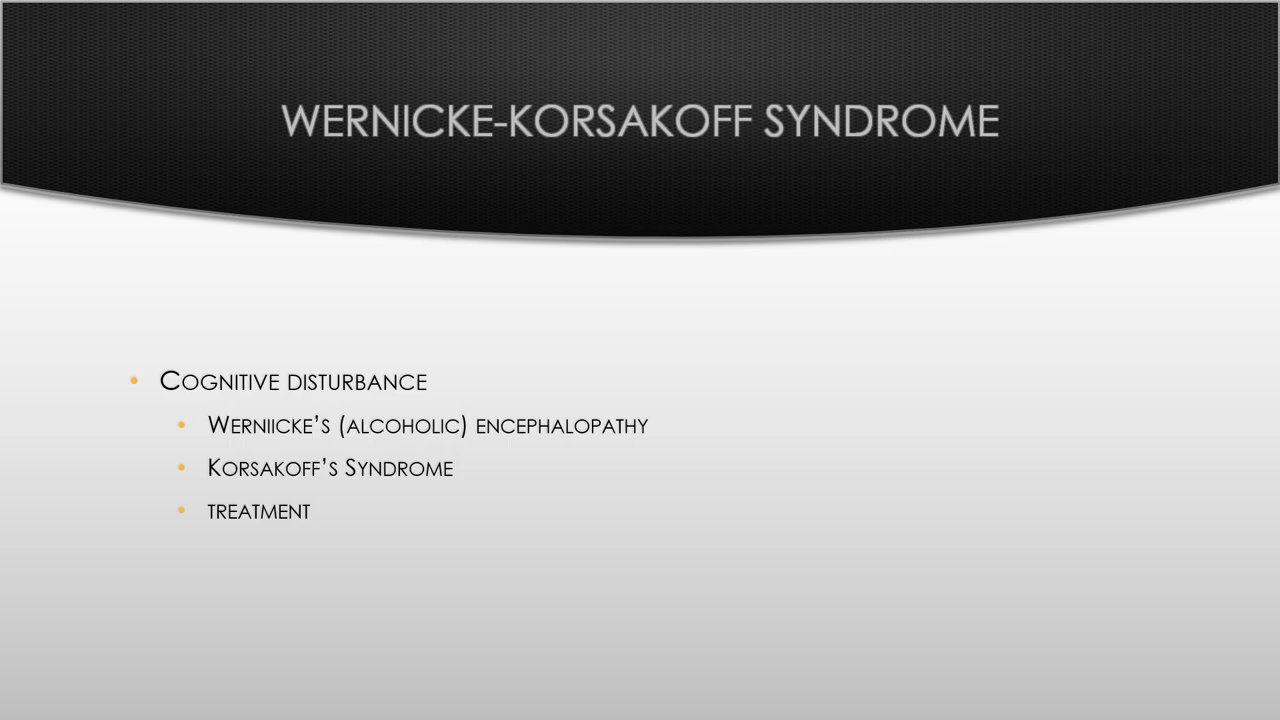 WERNICKE-KORSAKOFF SYNDROME
Cognitive disturbance
Werniicke’s (alcoholic) encephalopathy
Korsakoff’s Syndrome
treatment